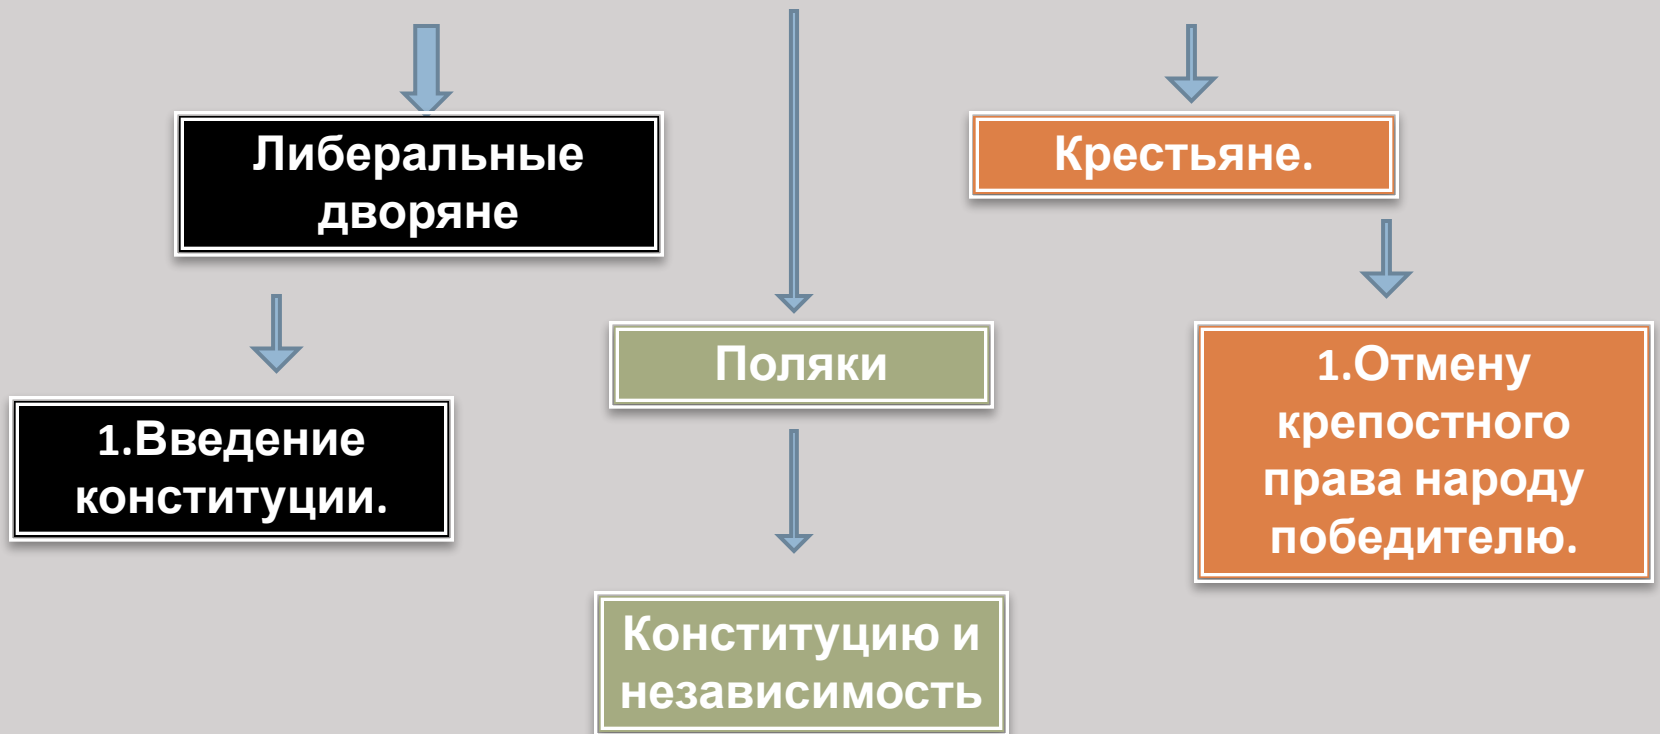 Либеральные
дворяне
1.Введение
конституции.
Поляки
Конституцию и
независимость
Крестьяне.
1.Отмену
крепостного
права народу
победителю.